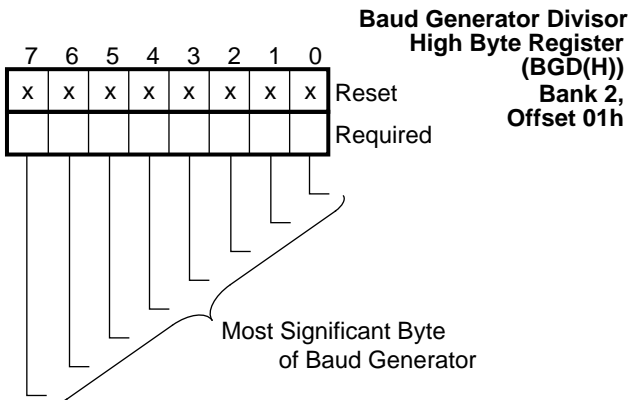 Baud Generator Divisor
High Byte Register
(BGD(H))
Bank 2,
Offset 01h
7 6 5 4 3 2 1 0
x x x x x x x x Reset
Required
Most Significant Byte
of Baud Generator